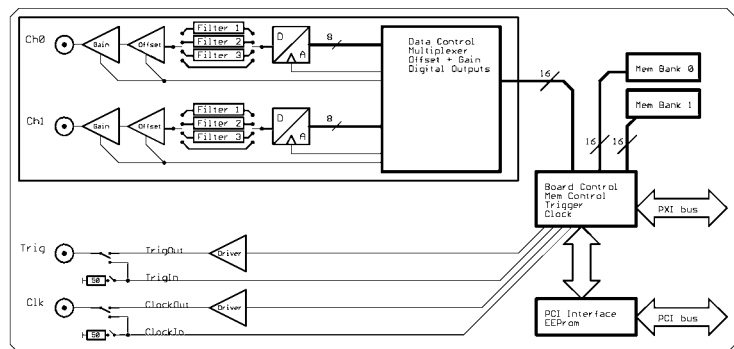 Ch0
Gain
Offset
Filter 1
Filter 2
Filter 3
D
A
8
Data Control
Multiplexer
Offset + Gain
Digital Outputs
16
Mem Bank 0
Mem Bank 1
16
16
Ch1
Gain
Offset
Filter 1
Filter 2
Filter 3
D
A
8
Board Control
Mem Control
Trigger
Clock
PXI bus
Trig
TrigOut
Driver
50
TrigIn
Clk
ClockOut
Driver
50
ClockIn
PCI Interface
EEProm
PCI bus